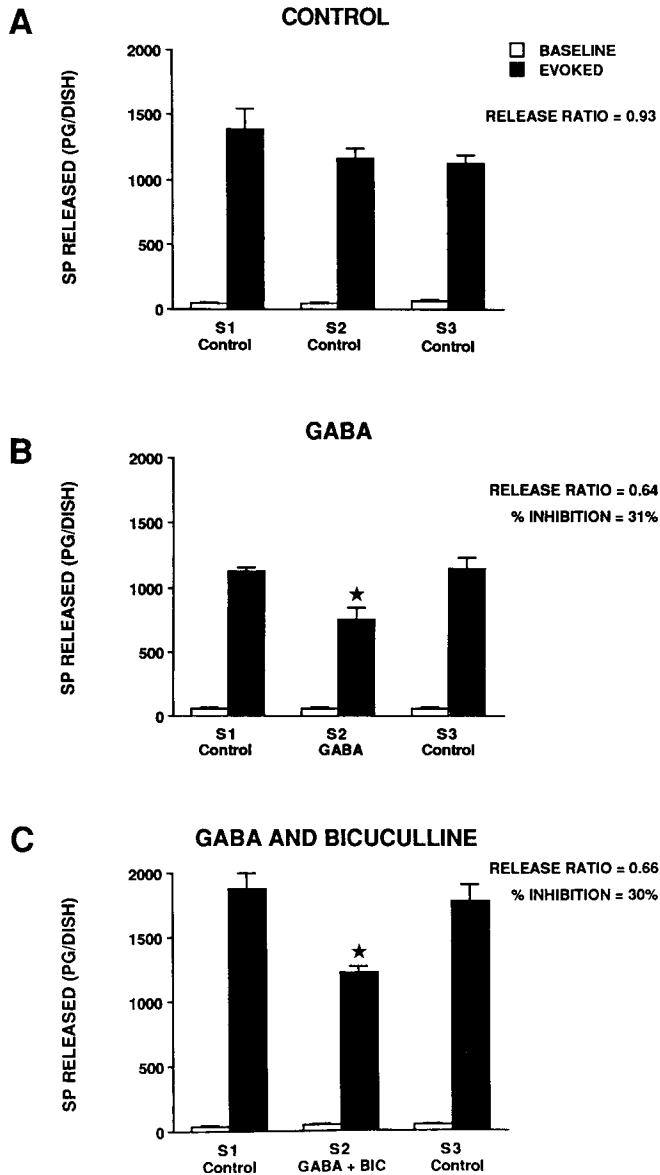 A
CONTROL
BASELINE
EVOKED
RELEASE RATIO = 0.93
SP RELEASED (PG/DISH)
2000
1500
1000
500
0
S1 S2 S3
Control Control Control
B
GABA
RELEASE RATIO = 0.64
% INHIBITION = 31%
SP RELEASED (PG/DISH)
2000
1500
1000
500
0
S1 S2 S3
Control GABA Control
C
GABA AND BICUCULLINE
RELEASE RATIO = 0.66
% INHIBITION = 30%
SP RELEASED (PG/DISH)
2000
1500
1000
500
0
S1 S2 S3
Control GABA + BIC Control